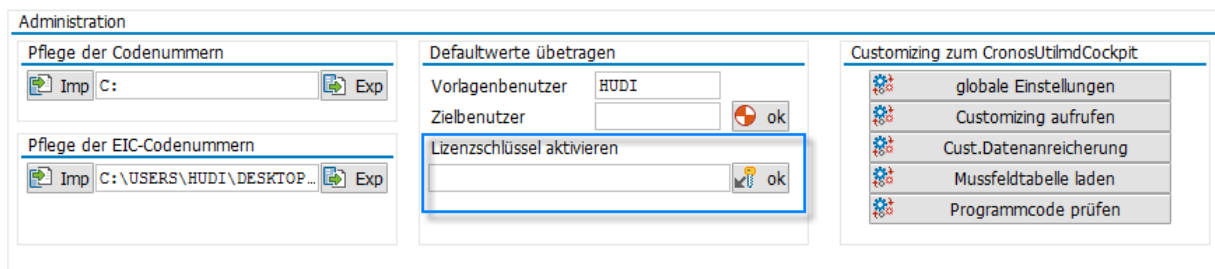 Administration
Pflege der Codenummern
Imp C: Exp
Pflege der EIC-Codenummern
Imp C:\USERS\HUDI\DESKTOP... Exp
Defaultwerte übetragen
Vorlagenbenutzer HUDI
Zielbenutzer ok
Lizenzschlüssel aktivieren
ok
Customizing zum CronosUtilmdCockpit
globale Einstellungen
Customizing aufrufen
Cust.Datenanreicherung
Mussfeldtabelle laden
Programmcode prüfen